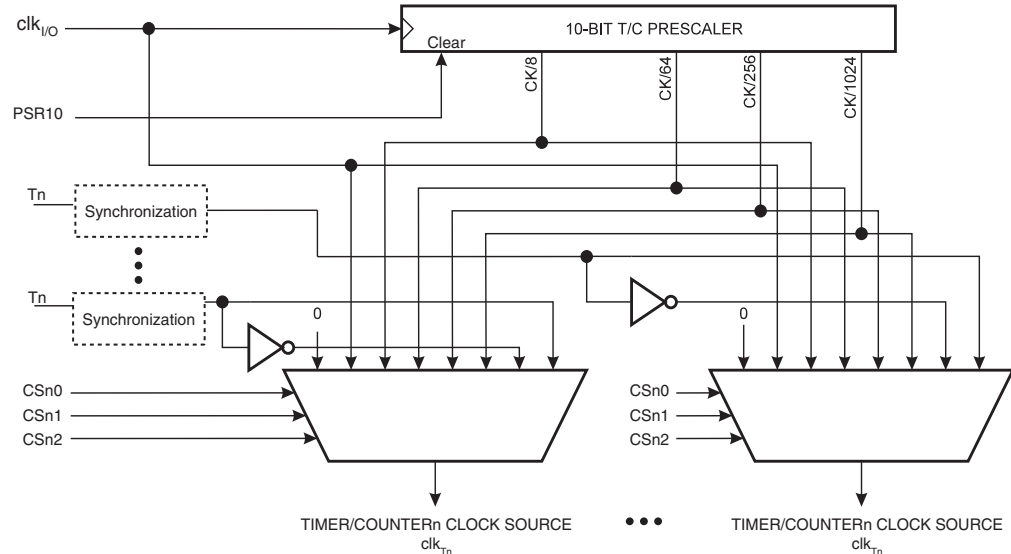 clkI/O
10-BIT T/C PRESCALER
Clear
CK/8
CK/64
CK/256
CK/1024
PSR10
Tn
Synchronization
Tn
Synchronization
0
0
CSn0
CSn1
CSn2
CSn0
CSn1
CSn2
TIMER/COUNTERn CLOCK SOURCE
clkTn
TIMER/COUNTERn CLOCK SOURCE
clkTn